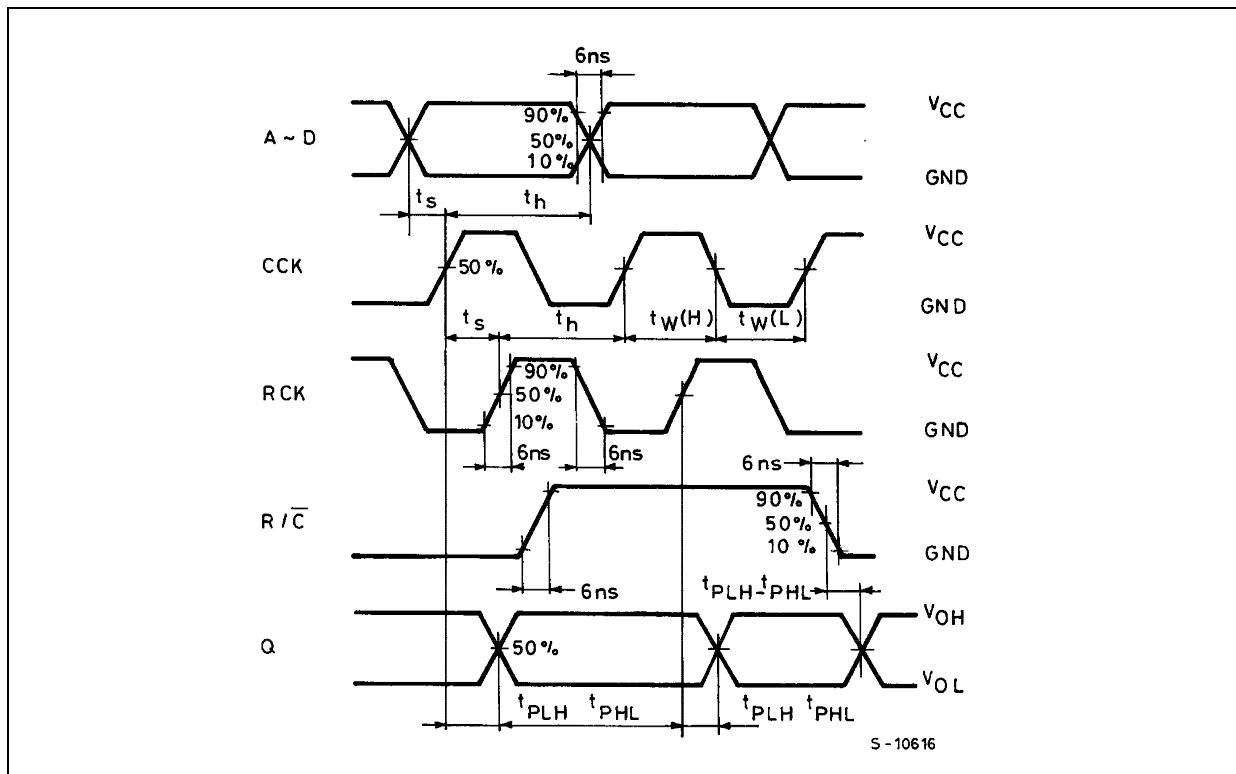 6ns
A ~ D
90%
50%
10%
VCC
GND
ts
th
CCK
50%
VCC
GND
ts
th
tW(H)
tW(L)
RCK
90%
50%
10%
VCC
GND
6ns
6ns
6ns
R/C̅
90%
50%
10%
VCC
GND
6ns
tPLH-tPHL
Q
50%
VOH
VOL
tPLH tPHL
tPLH tPHL
S-10616